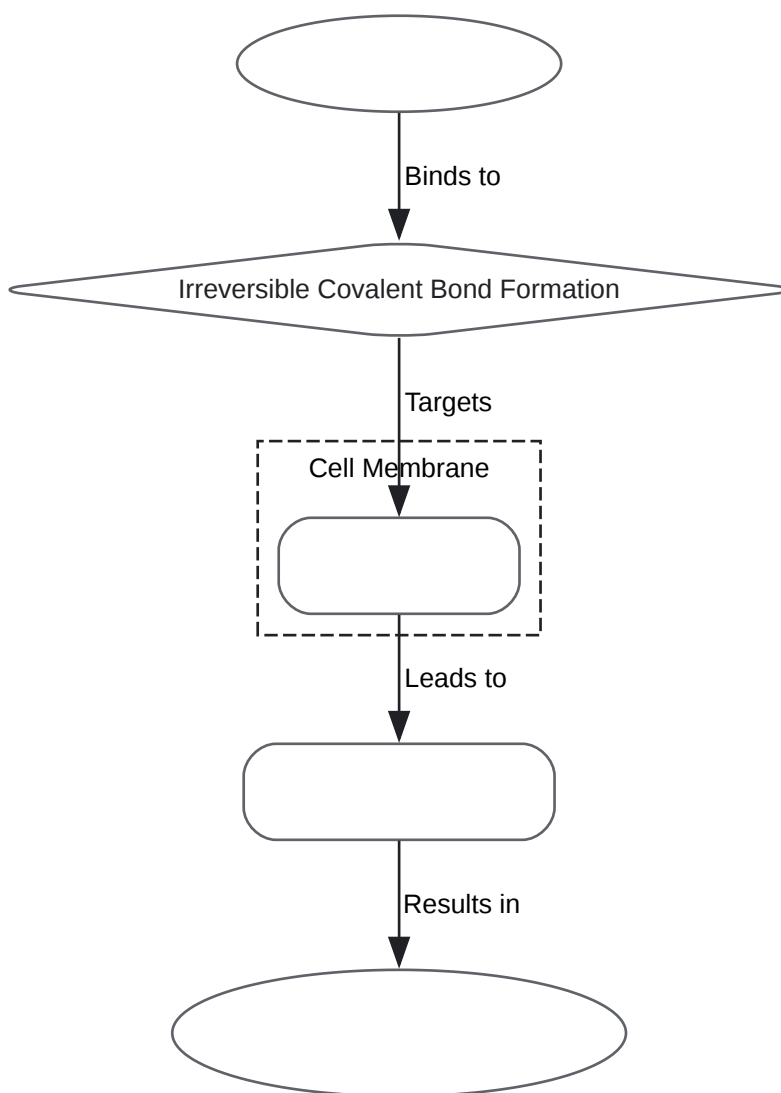 Binds to
Irreversible Covalent Bond Formation
Targets
Cell Membrane
Leads to
Results in